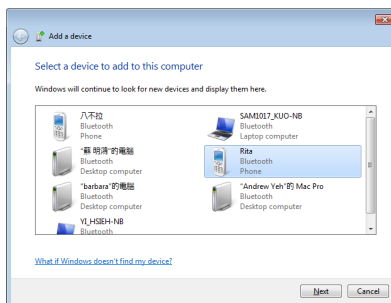 Add a device
Select a device to add to this computer
Windows will continue to look for new devices and display them here.
八不拉
Bluetooth
Phone
SAM1017_KUO-NB
Bluetooth
Laptop computer
"蘇 明鴻"的電腦
Bluetooth
Desktop computer
Rita
Bluetooth
Phone
"barbara"的電腦
Bluetooth
Desktop computer
"Andrew Yeh"的 Mac Pro
Bluetooth
Desktop computer
YI_HSIEH-NB
Bluetooth
What if Windows doesn't find my device?
Next
Cancel